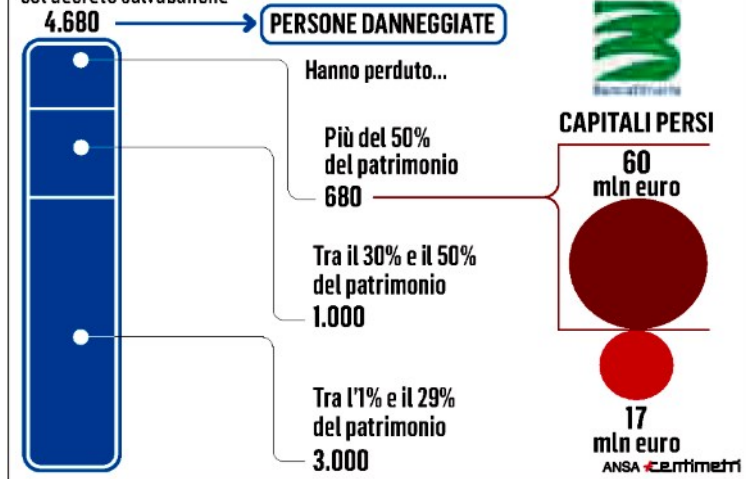 4.680
PERSONE DANNEGGIATE
Hanno perduto...
Più del 50%
del patrimonio
680
Tra il 30% e il 50%
del patrimonio
1.000
Tra l'1% e il 29%
del patrimonio
3.000
CAPITALI PERSI
60
mln euro
17
mln euro
ANSA centimetri